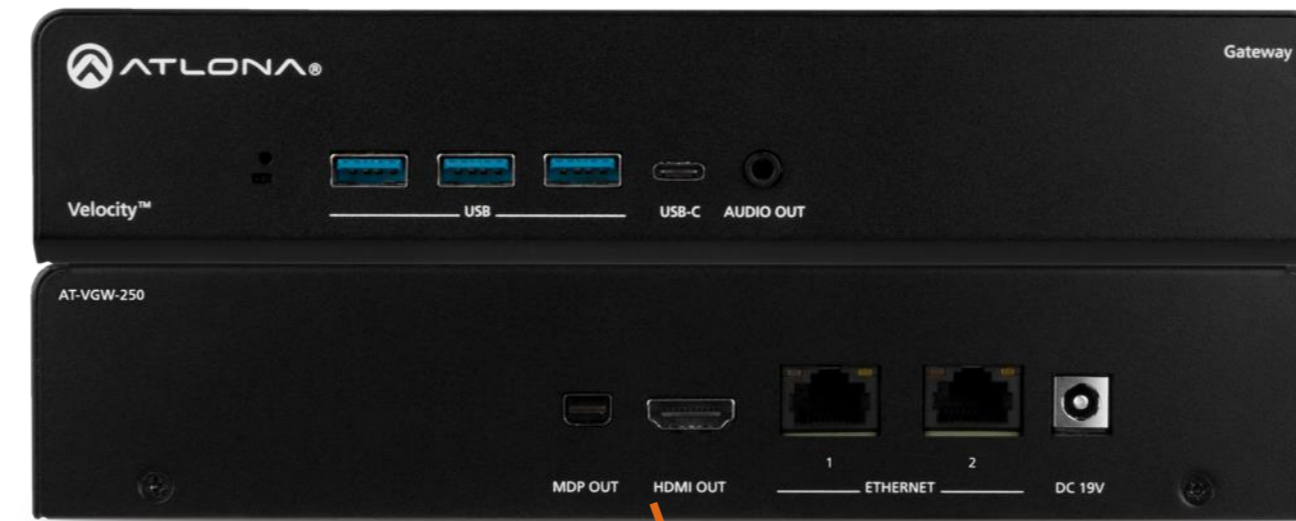 ATLONA®
Gateway
Velocity™
USB
USB-C
AUDIO OUT
AT-VGW-250
1
2
MDP OUT
HDMI OUT
ETHERNET
DC 19V